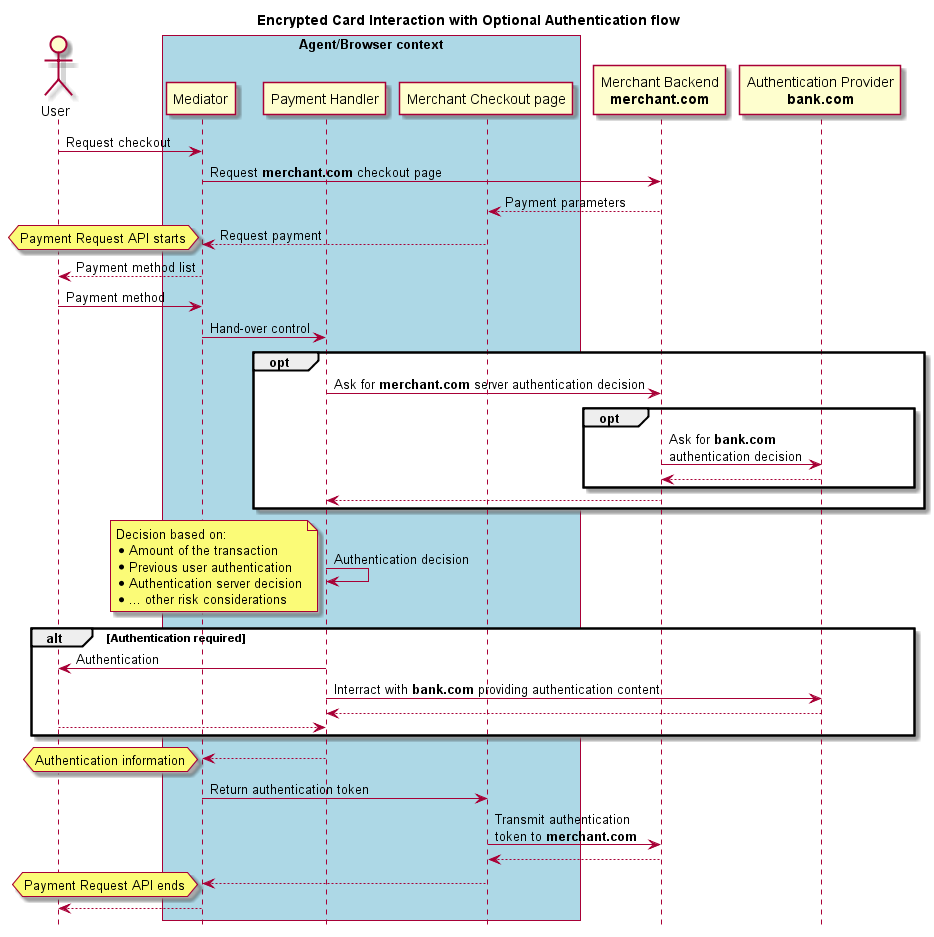 Encrypted Card Interaction with Optional Authentication flow
Agent/Browser context
User
Mediator
Payment Handler
Merchant Checkout page
Merchant Backend
merchant.com
Authentication Provider
bank.com
Request checkout
Request merchant.com checkout page
Payment parameters
Payment Request API starts
Request payment
Payment method list
Payment method
Hand-over control
opt
Ask for merchant.com server authentication decision
opt
Ask for bank.com
authentication decision
Decision based on:
• Amount of the transaction
• Previous user authentication
• Authentication server decision
• ... other risk considerations
Authentication decision
alt
[Authentication required]
Authentication
Interract with bank.com providing authentication content
Authentication information
Return authentication token
Transmit authentication
token to merchant.com
Payment Request API ends